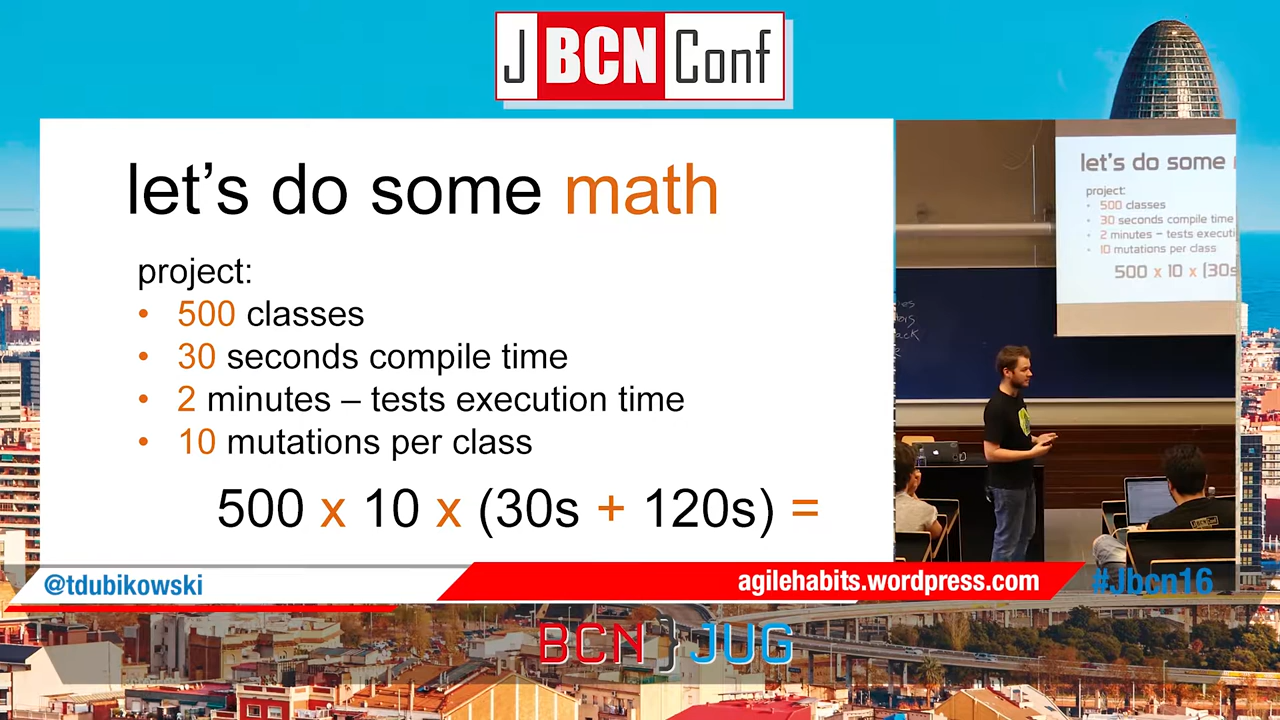 J BCN Conf
let's do some math
project:
• 500 classes
• 30 seconds compile time
• 2 minutes – tests execution time
• 10 mutations per class
500 x 10 x (30s + 120s) =
let's do some
project:
• 500 classes
• 30 seconds compile time
• 2 minutes – tests executi
• 10 mutations per class
500 x 10 x (30s
@tdubikowski
agilehabits.wordpress.com
#Jbcn16
BCN } JUG